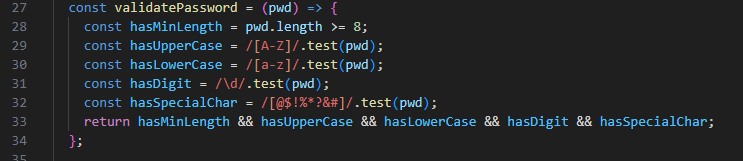 27 const validatePassword = (pwd) => {
28 const hasMinLength = pwd.length >= 8;
29 const hasUpperCase = /[A-Z]/.test(pwd);
30 const hasLowerCase = /[a-z]/.test(pwd);
31 const hasDigit = /\d/.test(pwd);
32 const hasSpecialChar = /[@$!%*?&#]/.test(pwd);
33 return hasMinLength && hasUpperCase && hasLowerCase && hasDigit && hasSpecialChar;
34 };
35